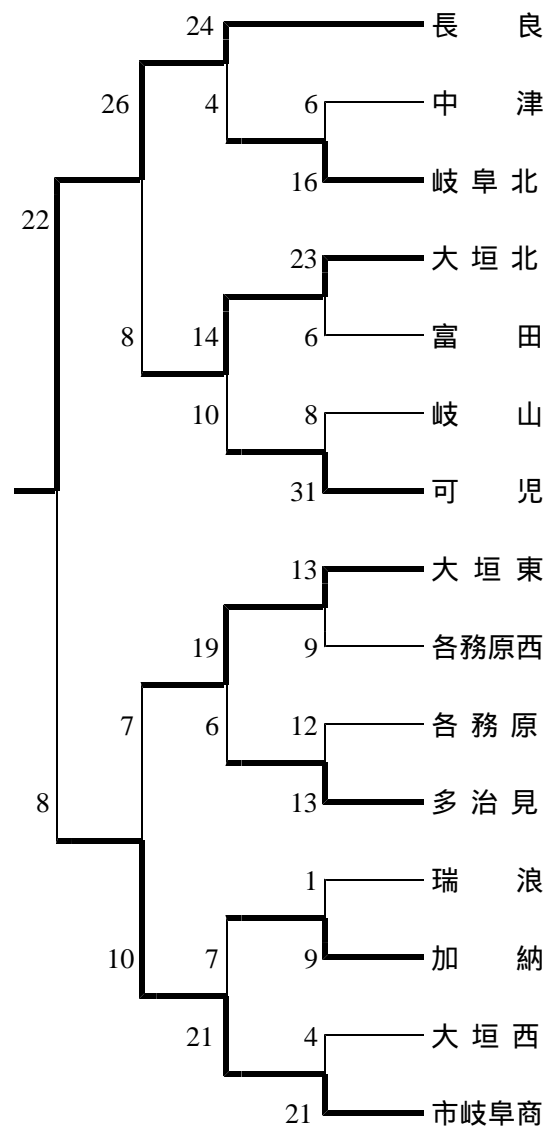 24 長良
26 4 6 中津
16 岐阜北
22
23 大垣北
8 14 6 富田
10 8 岐山
31 可児
13 大垣東
19 9 各務原西
7 6 12 各務原
8 13 多治見
1 瑞浪
10 7 9 加納
21 4 大垣西
21 市岐阜商